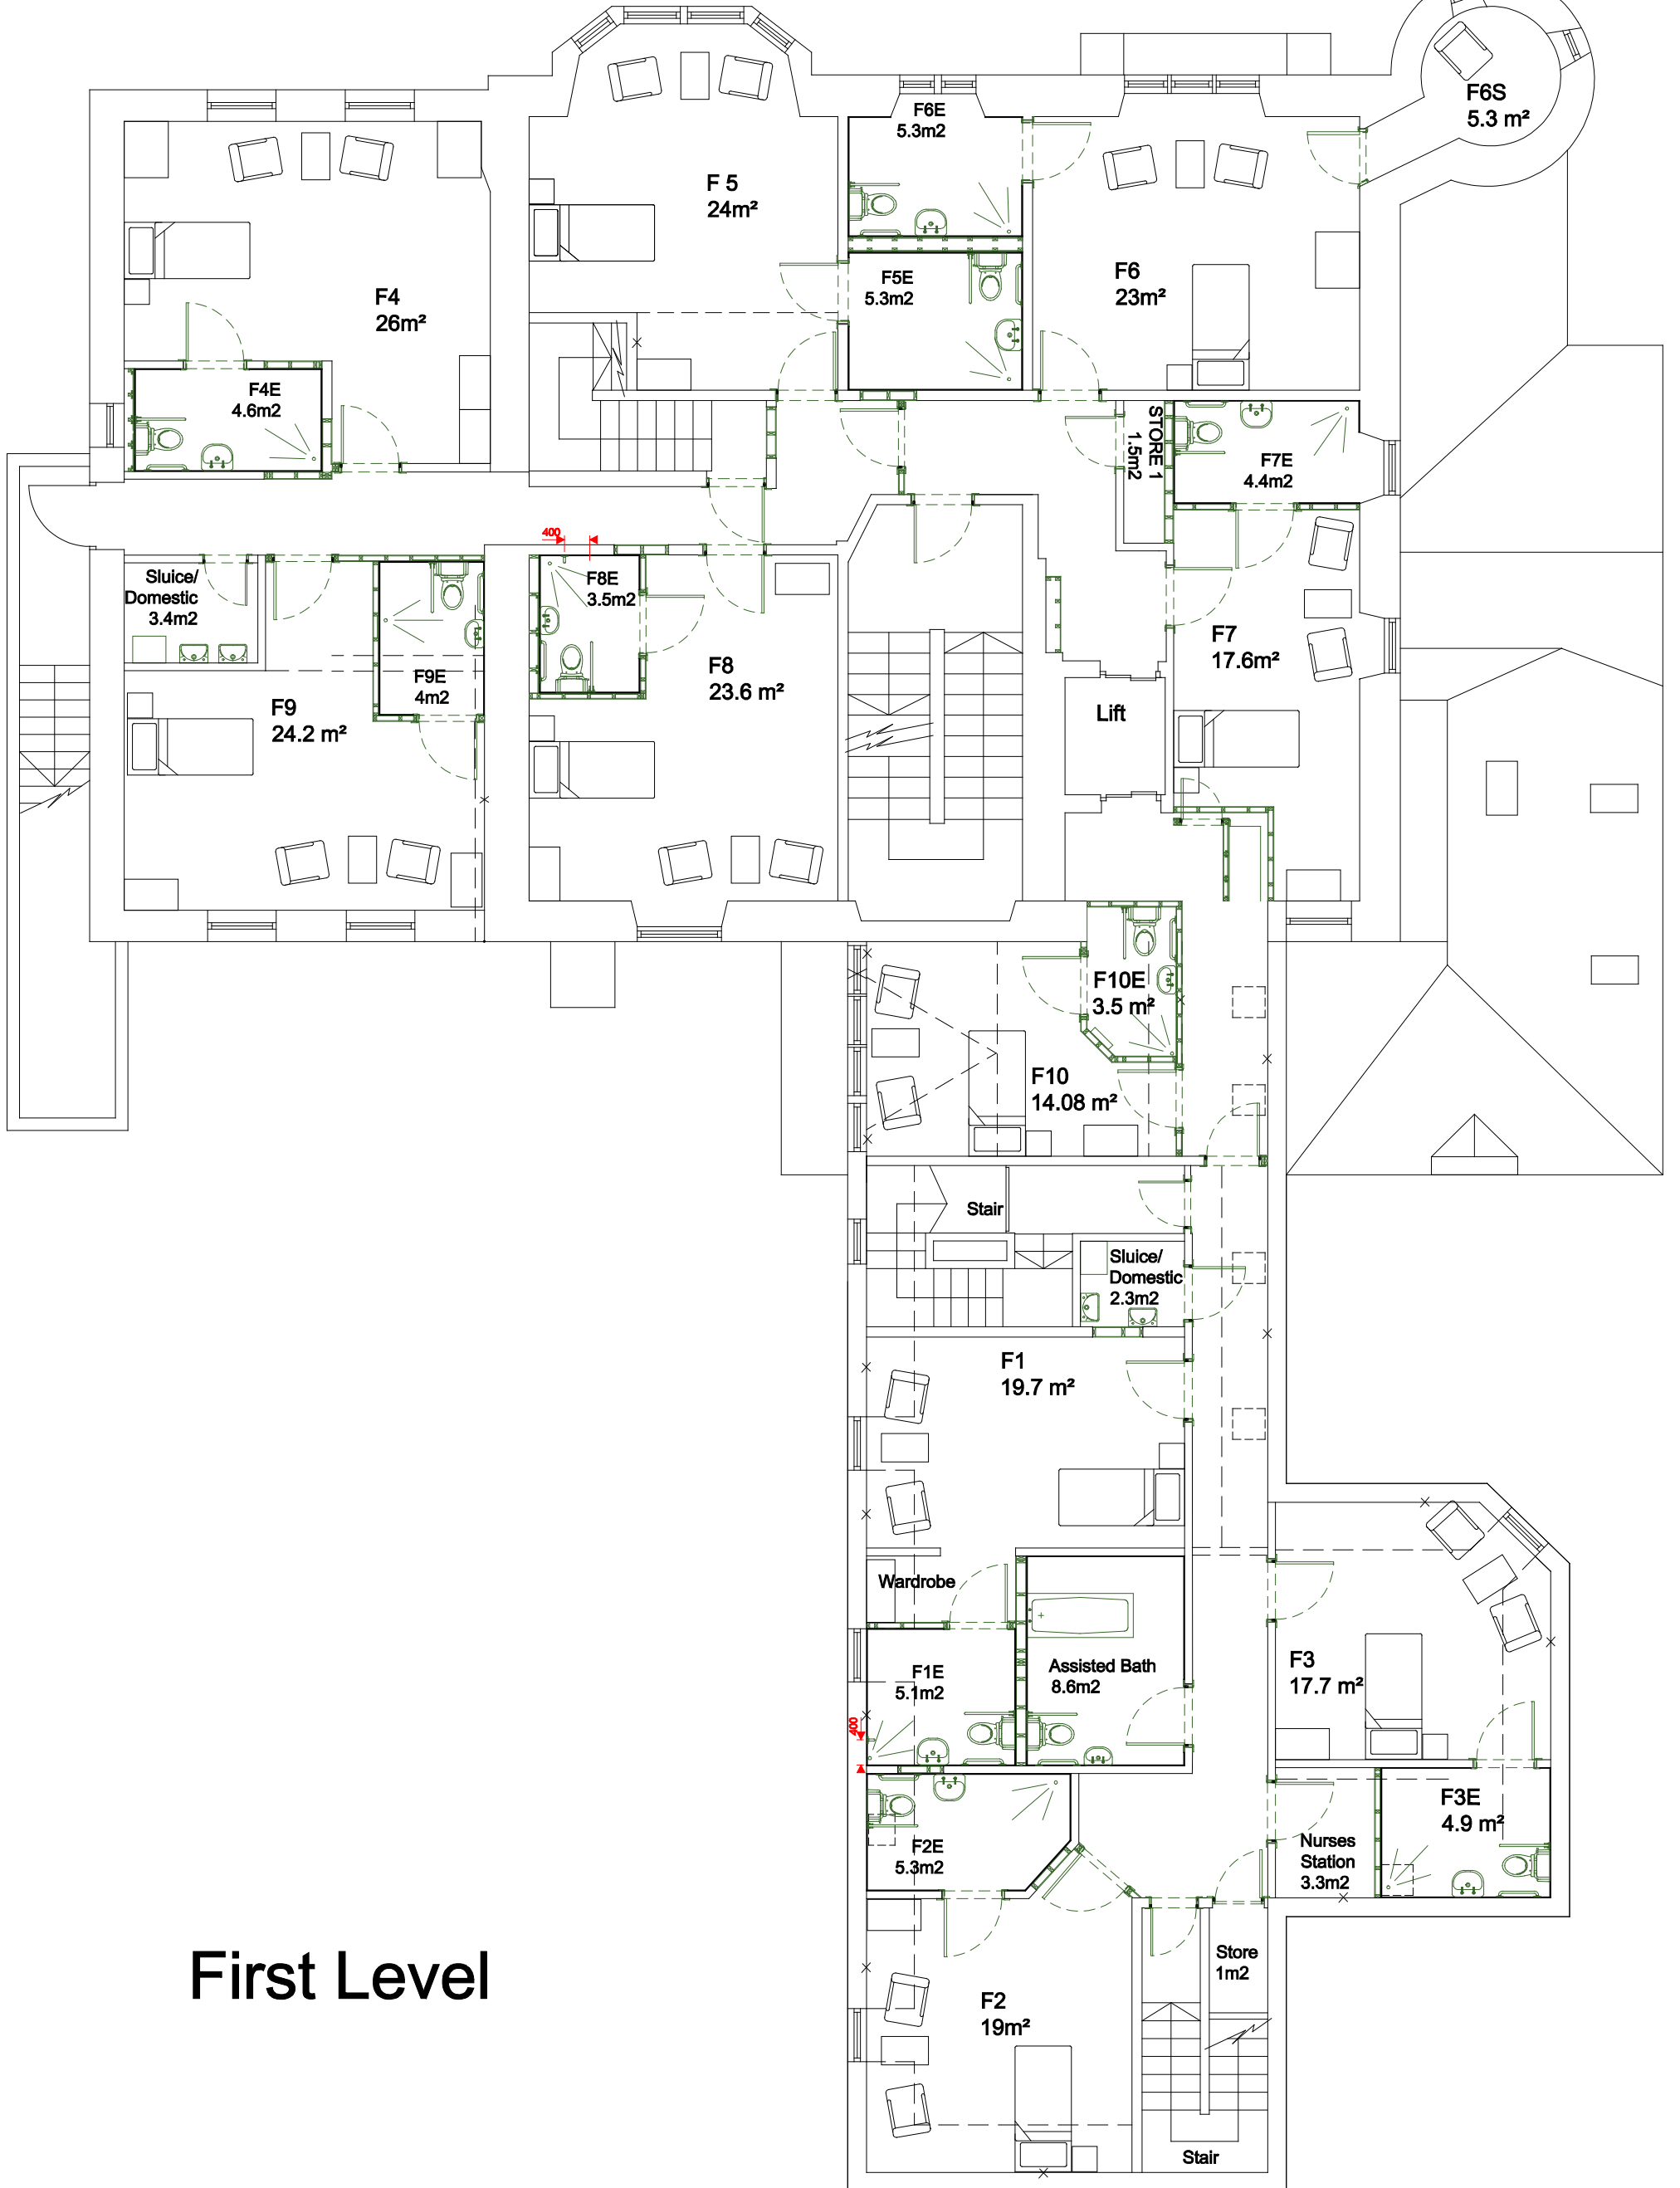 F6S
5.3 m²
F6E
5.3m2
F 5
24m²
F6
23m²
F5E
5.3m2
F4
26m²
F4E
4.6m2
STORE 1
1.5m2
F7E
4.4m2
400
Sluice/
Domestic
3.4m2
F8E
3.5m2
F7
17.6m²
F8
23.6 m²
F9E
4m2
F9
24.2 m²
Lift
F10E
3.5 m²
F10
14.08 m²
Stair
Sluice/
Domestic
2.3m2
F1
19.7 m²
Wardrobe
F1E
5.1m2
Assisted Bath
8.6m2
F3
17.7 m²
400
F3E
4.9 m²
F2E
5.3m2
Nurses
Station
3.3m2
First Level
Store
1m2
F2
19m²
Stair